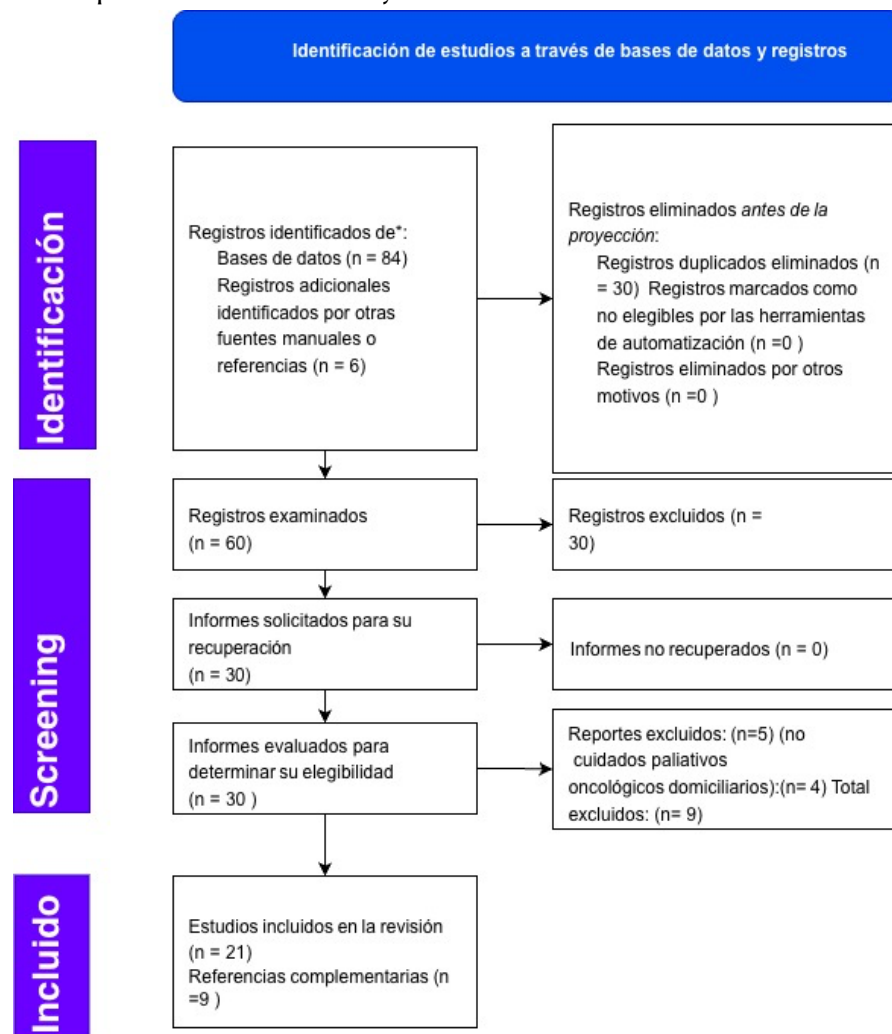 Identificación de estudios a través de bases de datos y registros
Identificación
Registros identificados de*:
Bases de datos (n = 84)
Registros adicionales
identificados por otras
fuentes manuales o
referencias (n = 6)
Registros eliminados antes de la
proyección:
Registros duplicados eliminados (n
= 30) Registros marcados como
no elegibles por las herramientas
de automatización (n =0 )
Registros eliminados por otros
motivos (n =0 )
Screening
Registros examinados
(n = 60)
Registros excluidos (n =
30)
Informes solicitados para su
recuperación
(n = 30)
Informes no recuperados (n = 0)
Informes evaluados para
determinar su elegibilidad
(n = 30 )
Reportes excluidos: (n=5) (no
cuidados paliativos
oncológicos domiciliarios):(n= 4) Total
excluidos: (n= 9)
Incluido
Estudios incluidos en la revisión
(n = 21)
Referencias complementarias (n
=9 )